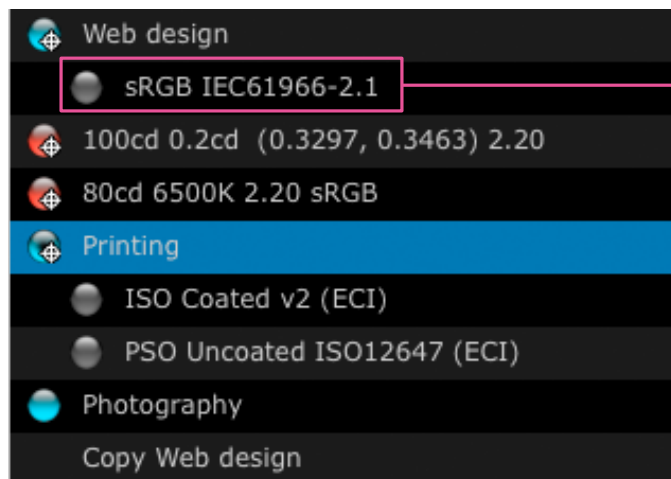 Web design
sRGB IEC61966-2.1
100cd 0.2cd (0.3297, 0.3463) 2.20
80cd 6500K 2.20 sRGB
Printing
ISO Coated v2 (ECI)
PSO Uncoated ISO12647 (ECI)
Photography
Copy Web design